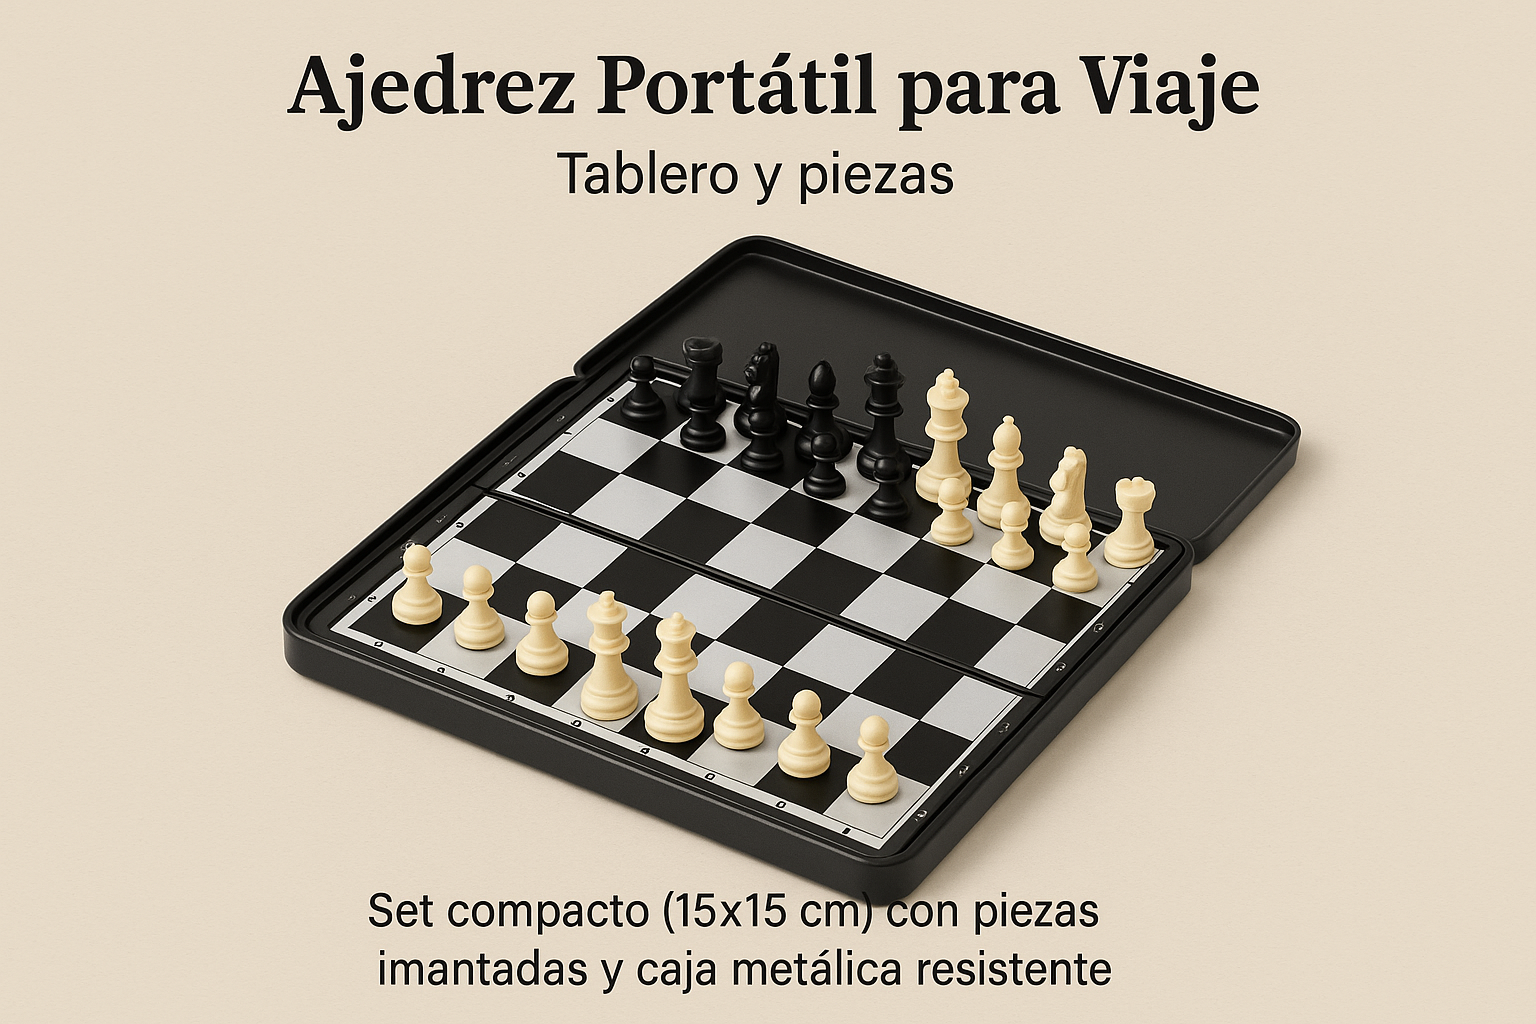 Ajedrez Portátil para Viaje
Tablero y piezas
Set compacto (15x15 cm) con piezas
imantadas y caja metálica resistente